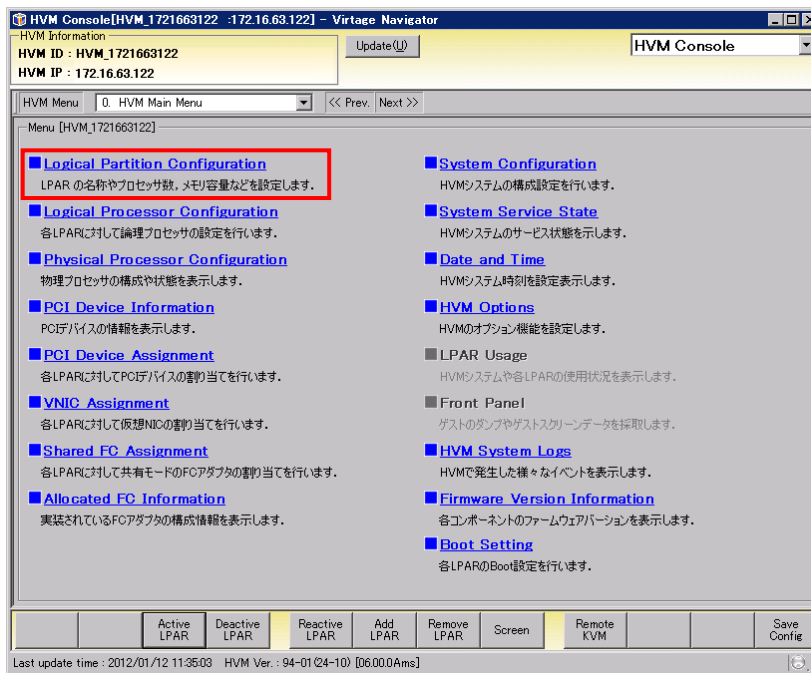 HVM Console[HVM_1721663122 :172.16.63.122] - Virtage Navigator
HVM Information
HVM ID : HVM_1721663122
HVM IP : 172.16.63.122
Update(U)
HVM Console
HVM Menu
0. HVM Main Menu
<< Prev. Next >>
Menu [HVM_1721663122]
Logical Partition Configuration
LPAR の名称やプロセッサ数，メモリ容量などを設定します．
Logical Processor Configuration
各LPARに対して論理プロセッサの設定を行います．
Physical Processor Configuration
物理プロセッサの構成や状態を表示します．
PCI Device Information
PCIデバイスの情報を表示します．
PCI Device Assignment
各LPARに対してPCIデバイスの割り当てを行います．
VNIC Assignment
各LPARに対して仮想NICの割り当てを行います．
Shared FC Assignment
各LPARに対して共有モードのFCアダプタの割り当てを行います．
Allocated FC Information
実装されているFCアダプタの構成情報を表示します．
System Configuration
HVMシステムの構成設定を行います．
System Service State
HVMシステムのサービス状態を示します．
Date and Time
HVMシステム時刻を設定表示します．
HVM Options
HVMのオプション機能を設定します．
LPAR Usage
HVMシステムや各LPARの使用状況を表示します．
Front Panel
ゲストのダンプやゲストスクリーンデータを採取します．
HVM System Logs
HVMで発生した様々なイベントを表示します．
Firmware Version Information
各コンポーネントのファームウェアバージョンを表示します．
Boot Setting
各LPARのBoot設定を行います．
Active LPAR
Deactive LPAR
Reactive LPAR
Add LPAR
Remove LPAR
Screen
Remote KVM
Save Config
Last update time : 2012/01/12 11:35:03 HVM Ver. : 94-01(24-10) [06.00.0Ams]